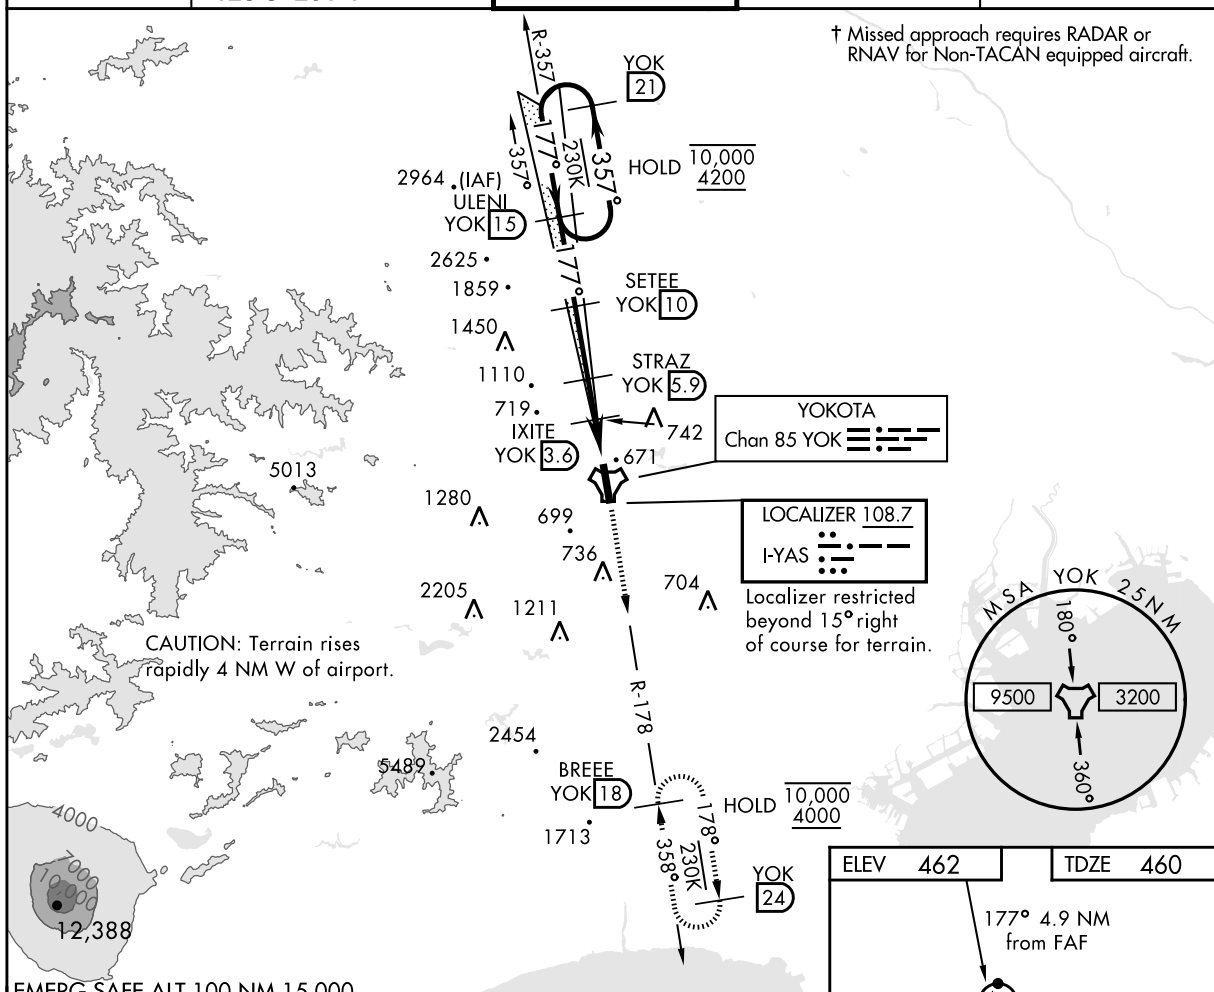 † Missed approach requires RADAR or
RNAV for Non-TACAN equipped aircraft.
R-357
YOK
21
177°
230K
357°
357°
HOLD 10,000
4200
2964 (IAF)
ULENI
YOK 15
177°
2625
1859
SETEE
YOK 10
1450
STRAZ
YOK 5.9
1110
719
742
IXITE
YOK 3.6
671
YOKOTA
Chan 85 YOK
5013
1280
699
LOCALIZER 108.7
I-YAS
736
704
Localizer restricted
beyond 15° right
of course for terrain.
2205
1211
MSA YOK 25NM
180°
9500
3200
360°
CAUTION: Terrain rises
rapidly 4 NM W of airport.
R-178
2454
5489
BREEE
YOK 18
HOLD 10,000
4000
1713
178°
230K
358°
YOK
24
4000
7000
10000
12,388
ELEV 462
TDZE 460
177° 4.9 NM
from FAF
EMERG SAFE ALT 100 NM 15,000